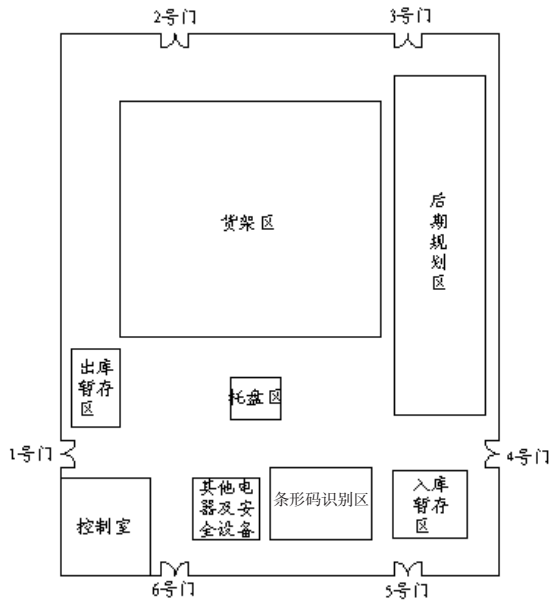 2号门
3号门
货架区
后
期
规
划
区
出库
暂存
区
托盘区
1号门
4号门
其他电
器及安
全设备
条形码识别区
入库
暂存
区
控制室
6号门
5号门